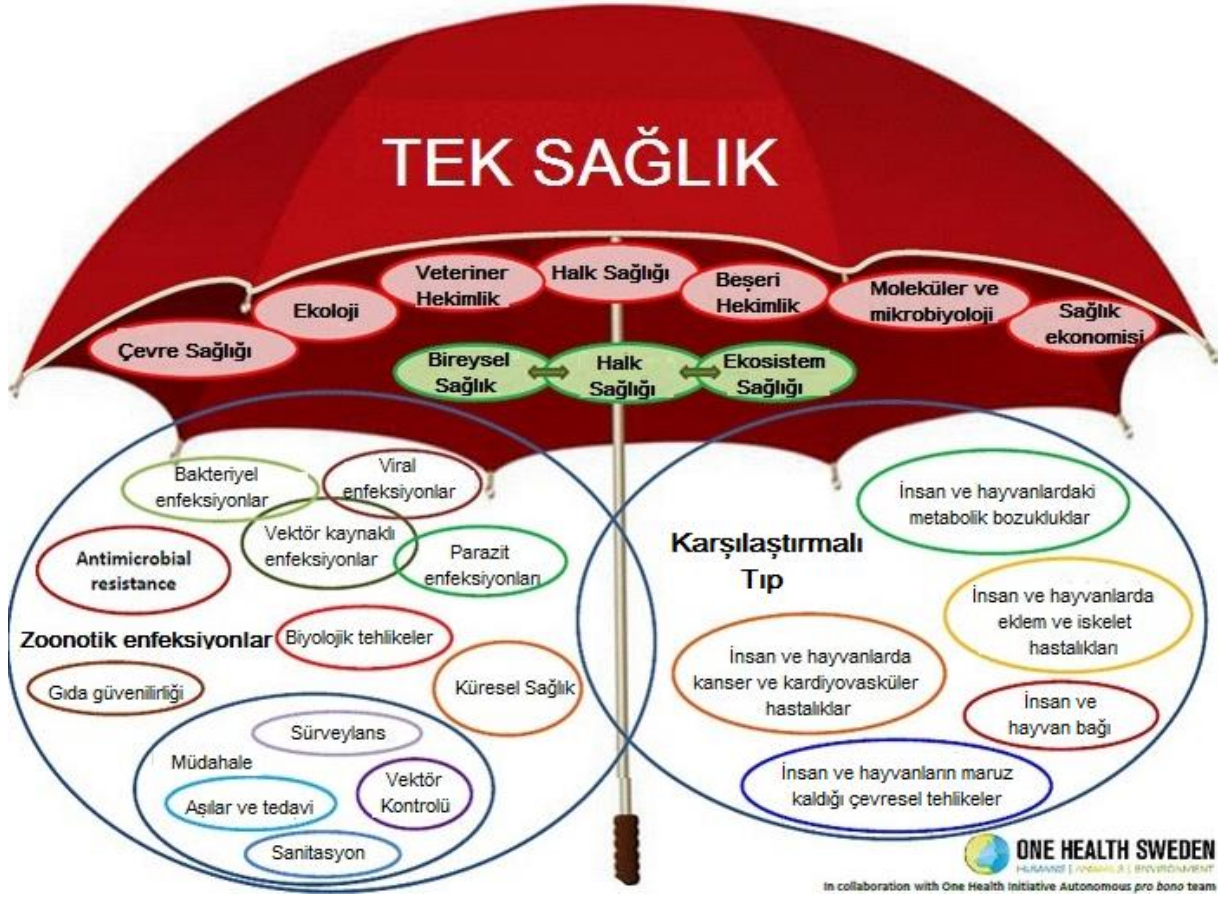 TEK SAĞLIK
Çevre Sağlığı
Ekoloji
Veteriner
Hekimlik
Halk Sağlığı
Beşeri
Hekimlik
Moleküler ve
mikrobiyoloji
Sağlık
ekonomisi
Bireysel
Sağlık
Halk
Sağlığı
Ekosistem
Sağlığı
Bakteriyel
enfeksiyonlar
Viral
enfeksiyonlar
Vektör kaynaklı
enfeksiyonlar
Parazit
enfeksiyonları
Antimicrobial
resistance
Zoonotik enfeksiyonlar
Biyolojik tehlikeler
Gıda güvenilirliği
Küresel Sağlık
Sürveylans
Müdahale
Vektör
Kontrolü
Aşılar ve tedavi
Sanitasyon
Karşılaştırmalı
Tıp
İnsan ve hayvanlardaki
metabolik bozukluklar
İnsan ve hayvanlarda
eklem ve iskelet
hastalıkları
İnsan ve hayvanlarda
kanser ve kardiyovasküler
hastalıklar
İnsan ve
hayvan bağı
İnsan ve hayvanların maruz
kaldığı çevresel tehlikeler
ONE HEALTH SWEDEN
HUMANS | ANIMALS | ENVIRONMENT
In collaboration with One Health Initiative Autonomous pro bono team